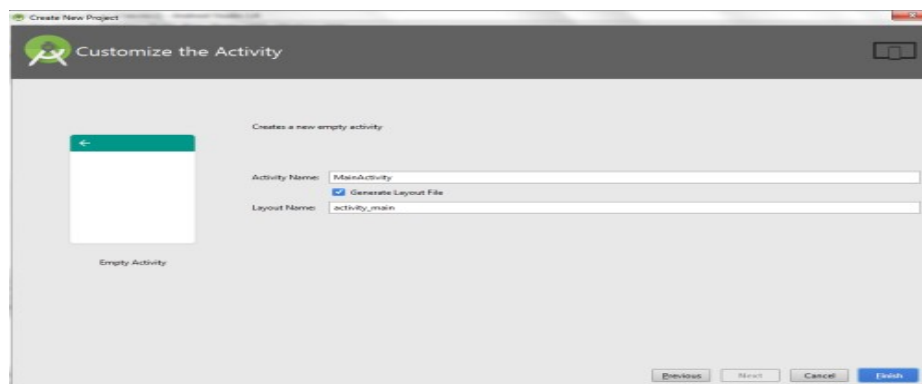 Create New Project
Customize the Activity
Creates a new empty activity
Activity Name: MainActivity
Generate Layout File
Layout Name: activity_main
Empty Activity
Previous Next Cancel Finish